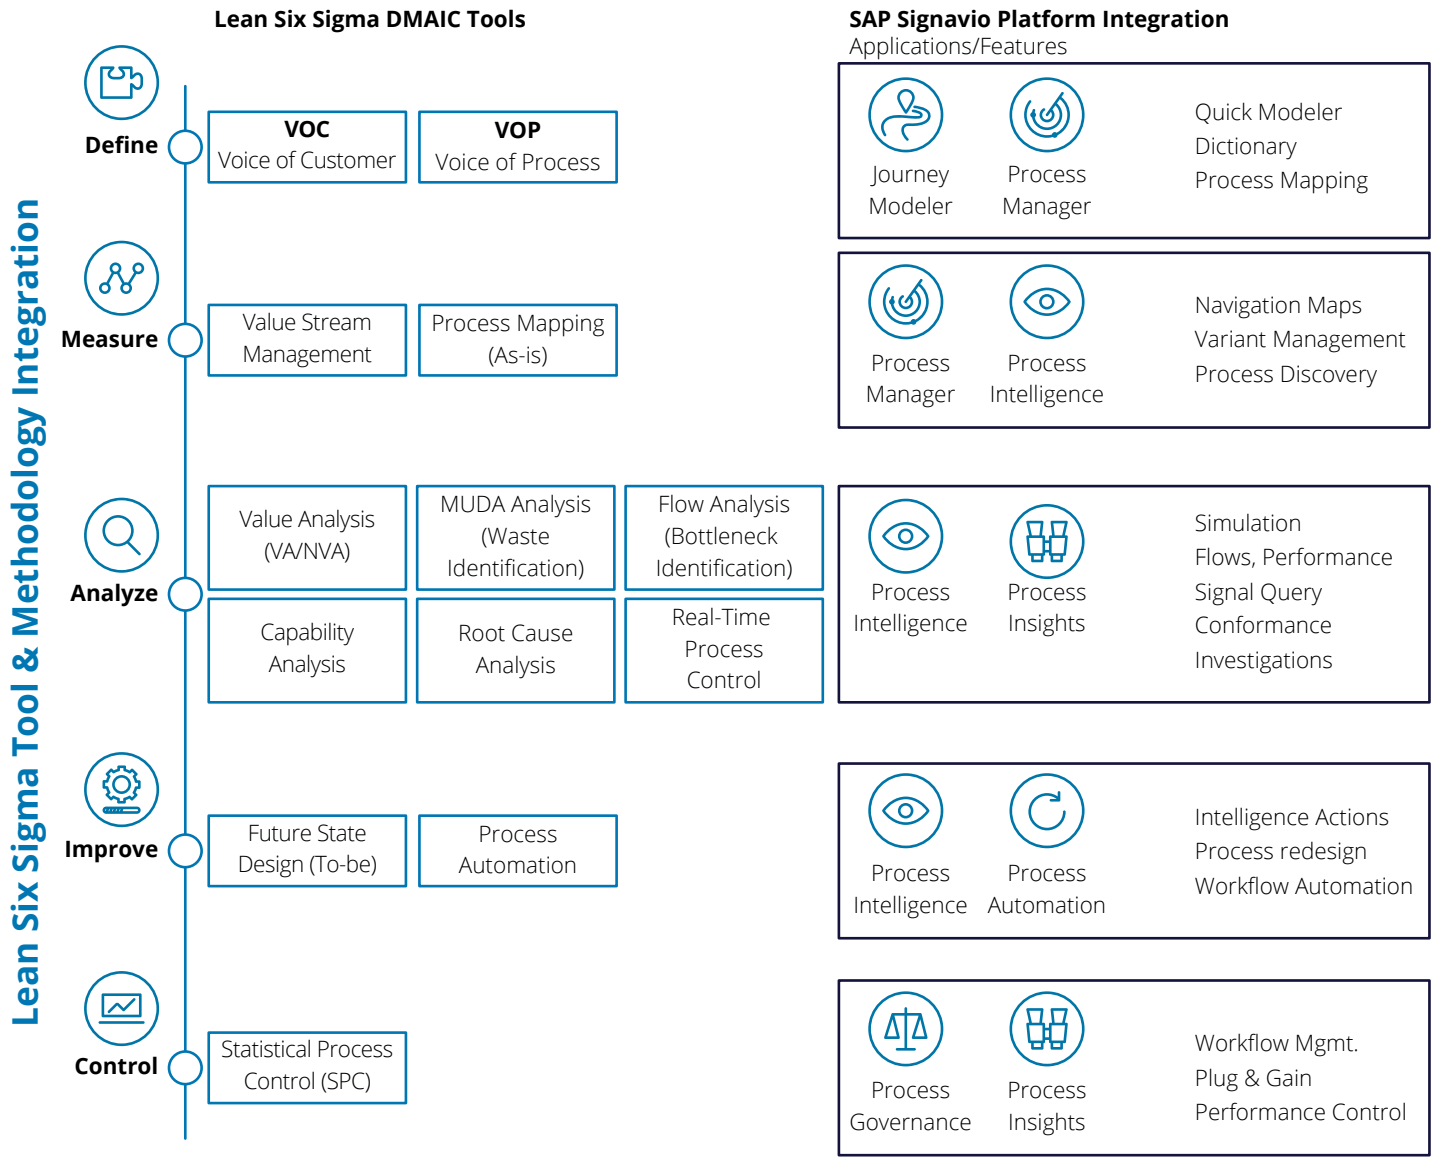 Lean Six Sigma DMAIC Tools
SAP Signavio Platform Integration
Applications/Features
Lean Six Sigma Tool & Methodology Integration
Define
VOC
Voice of Customer
VOP
Voice of Process
Journey
Modeler
Process
Manager
Quick Modeler
Dictionary
Process Mapping
Measure
Value Stream
Management
Process Mapping
(As-is)
Process
Manager
Process
Intelligence
Navigation Maps
Variant Management
Process Discovery
Analyze
Value Analysis
(VA/NVA)
MUDA Analysis
(Waste
Identification)
Flow Analysis
(Bottleneck
Identification)
Capability
Analysis
Root Cause
Analysis
Real-Time
Process
Control
Process
Intelligence
Process
Insights
Simulation
Flows, Performance
Signal Query
Conformance
Investigations
Improve
Future State
Design (To-be)
Process
Automation
Process
Intelligence
Process
Automation
Intelligence Actions
Process redesign
Workflow Automation
Control
Statistical Process
Control (SPC)
Process
Governance
Process
Insights
Workflow Mgmt.
Plug & Gain
Performance Control